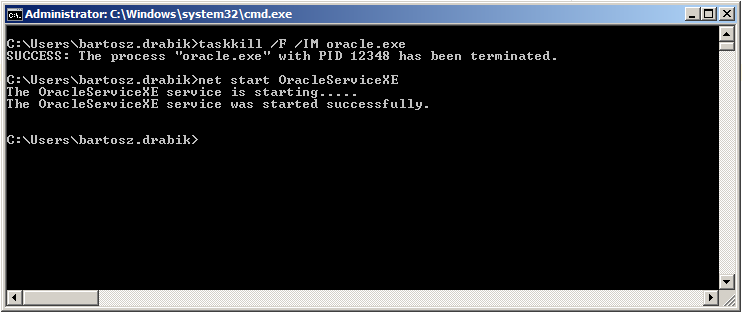 Administrator: C:\Windows\system32\cmd.exe
C:\Users\bartosz.drabik>taskkill /F /IM oracle.exe
SUCCESS: The process "oracle.exe" with PID 12348 has been terminated.
C:\Users\bartosz.drabik>net start OracleServiceXE
The OracleServiceXE service is starting.....
The OracleServiceXE service was started successfully.
C:\Users\bartosz.drabik>